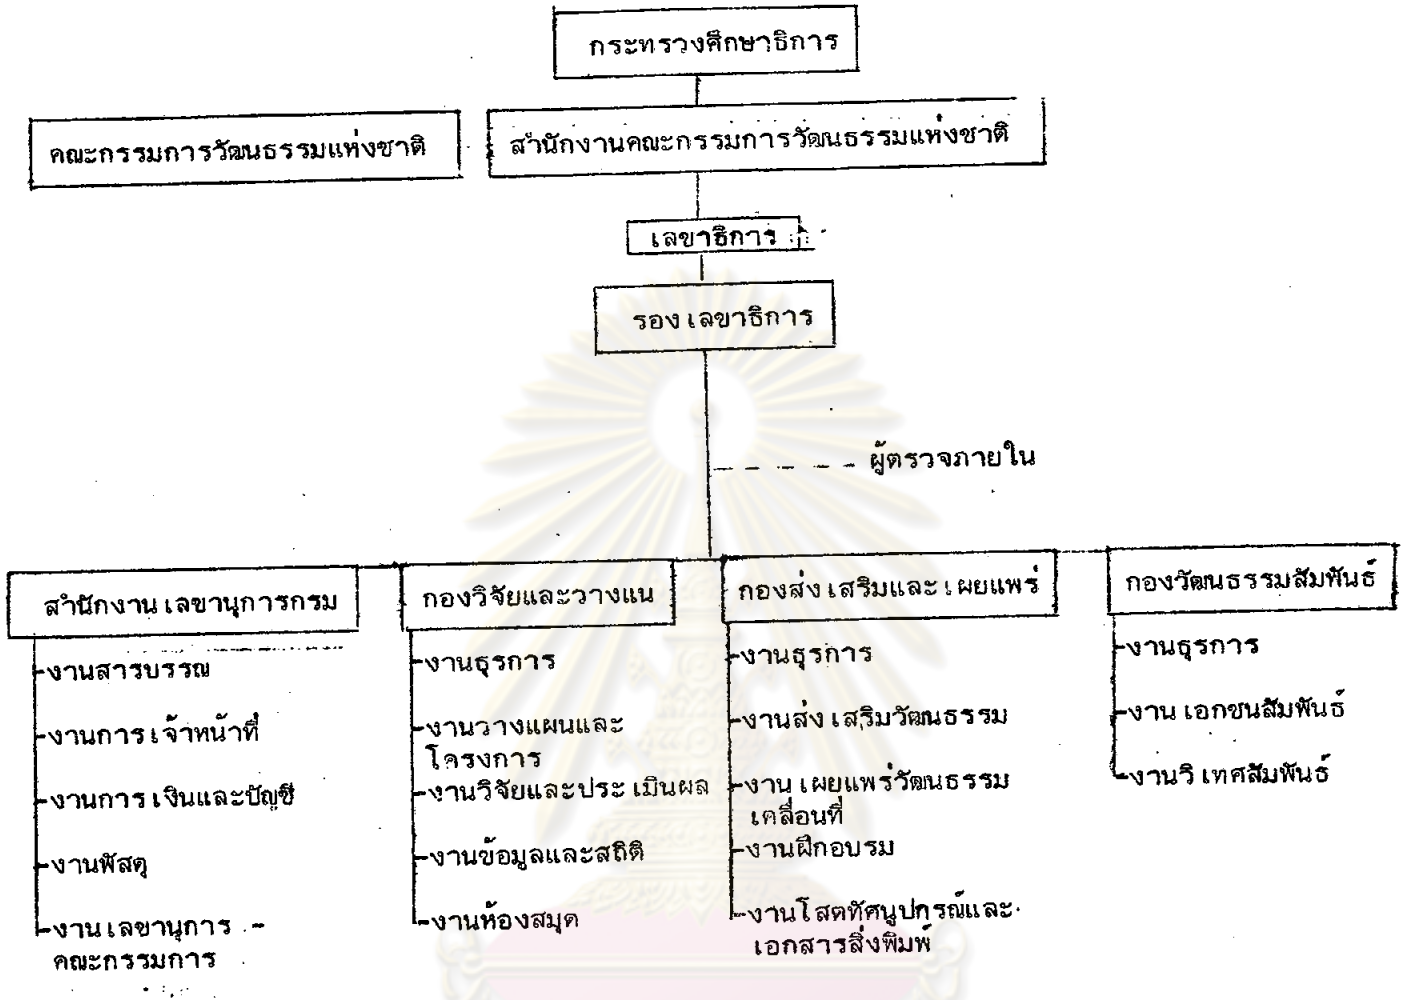 กระทรวงศึกษาธิการ
คณะกรรมการวัฒนธรรมแห่งชาติ
สำนักงานคณะกรรมการวัฒนธรรมแห่งชาติ
เลขาธิการ
รองเลขาธิการ
ผู้ตรวจภายใน
สำนักงานเลขานุการกรม
-งานสารบรรณ
-งานการเจ้าหน้าที่
-งานการเงินและบัญชี
-งานพัสดุ
-งานเลขานุการ -
คณะกรรมการ
กองวิจัยและวางแน
-งานธุรการ
-งานวางแผนและ
โครงการ
-งานวิจัยและประเมินผล
-งานข้อมูลและสถิติ
-งานห้องสมุด
กองส่งเสริมและเผยแพร่
-งานธุรการ
-งานส่งเสริมวัฒนธรรม
-งานเผยแพร่วัฒนธรรม
เคลื่อนที่
-งานฝึกอบรม
-งานโสตทัศนูปกรณ์และ
เอกสารสิ่งพิมพ์
กองวัฒนธรรมสัมพันธ์
-งานธุรการ
-งานเอกชนสัมพันธ์
-งานวิเทศสัมพันธ์